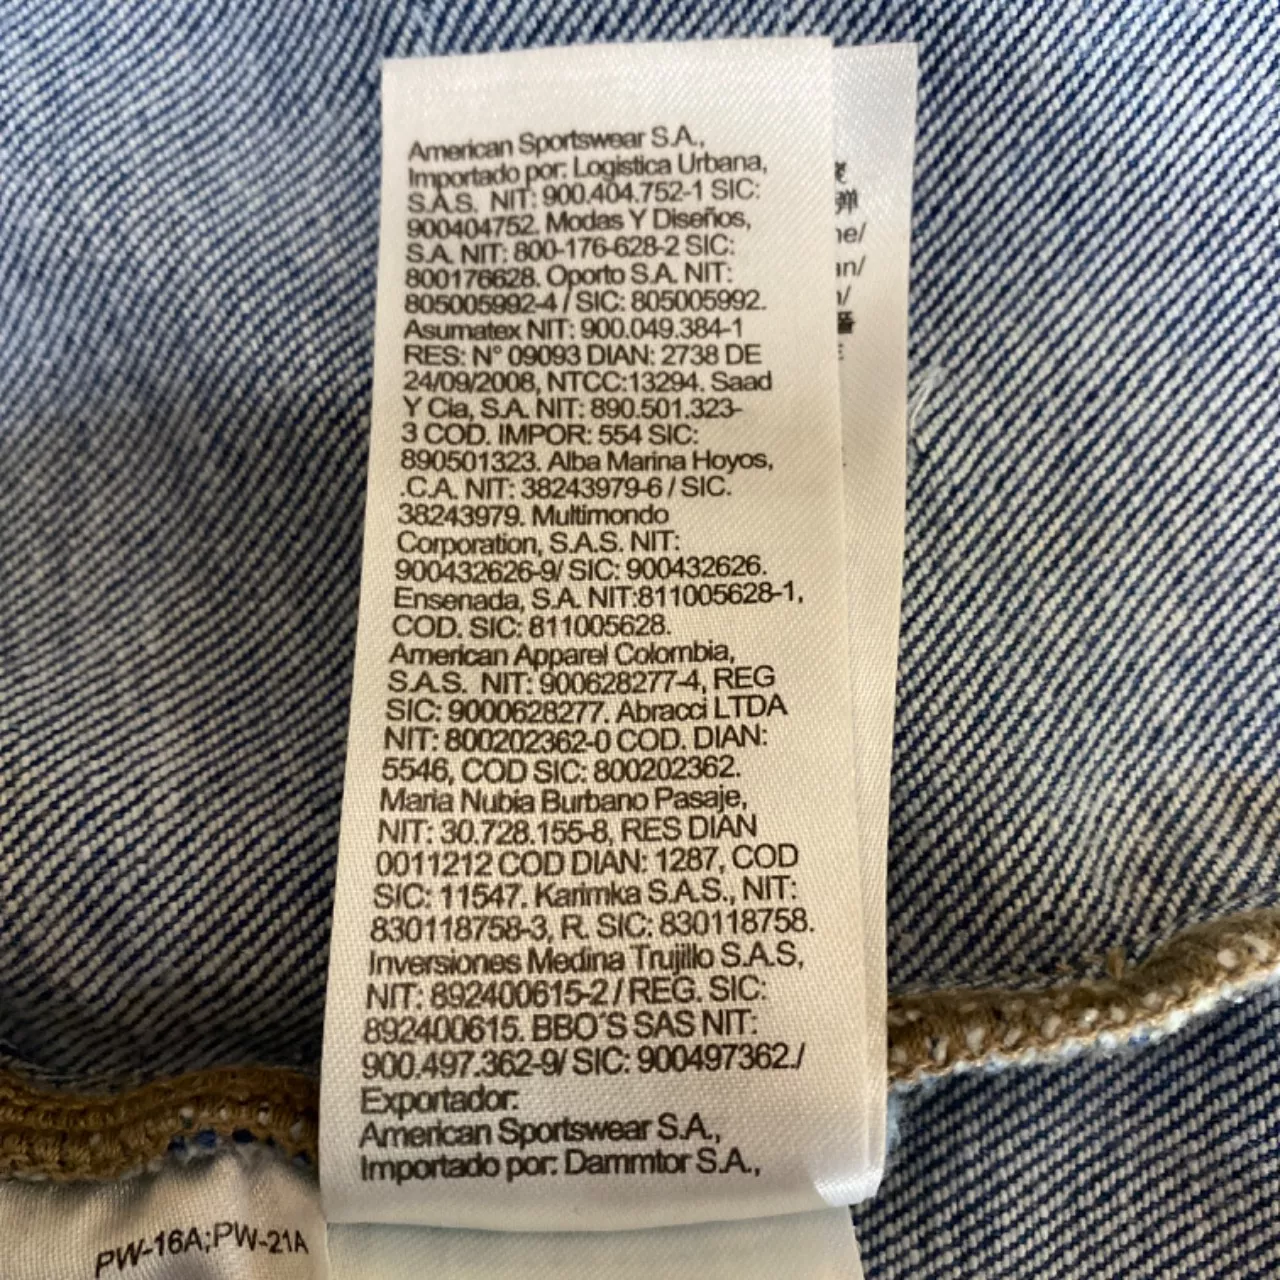 American Sportswear S.A.,
Importado por: Logistica Urbana,
S.A.S. NIT: 900.404.752-1 SIC:
900404752. Modas Y Diseños,
S.A. NIT: 800-176-628-2 SIC:
800176628. Oporto S.A. NIT:
805005992-4 / SIC: 805005992.
Asumatex NIT: 900.049.384-1
RES: N° 09093 DIAN: 2738 DE
24/09/2008, NTCC:13294. Saad
Y Cia, S.A. NIT: 890.501.323-
3 COD. IMPOR: 554 SIC:
890501323. Alba Marina Hoyos,
.C.A. NIT: 38243979-6 / SIC.
38243979. Multimondo
Corporation, S.A.S. NIT:
900432626-9/ SIC: 900432626.
Ensenada, S.A. NIT:811005628-1,
COD. SIC: 811005628.
American Apparel Colombia,
S.A.S. NIT: 900628277-4, REG
SIC: 9000628277. Abracci LTDA
NIT: 800202362-0 COD. DIAN:
5546, COD SIC: 800202362.
Maria Nubia Burbano Pasaje,
NIT: 30.728.155-8, RES DIAN
0011212 COD DIAN: 1287, COD
SIC: 11547. Karimka S.A.S., NIT:
830118758-3, R. SIC: 830118758.
Inversiones Medina Trujillo S.A.S,
NIT: 892400615-2 / REG. SIC:
892400615. BBO´S SAS NIT:
900.497.362-9/ SIC: 900497362./
Exportador:
American Sportswear S.A.,
Importado por: Dammtor S.A.,
PW-16A;PW-21A